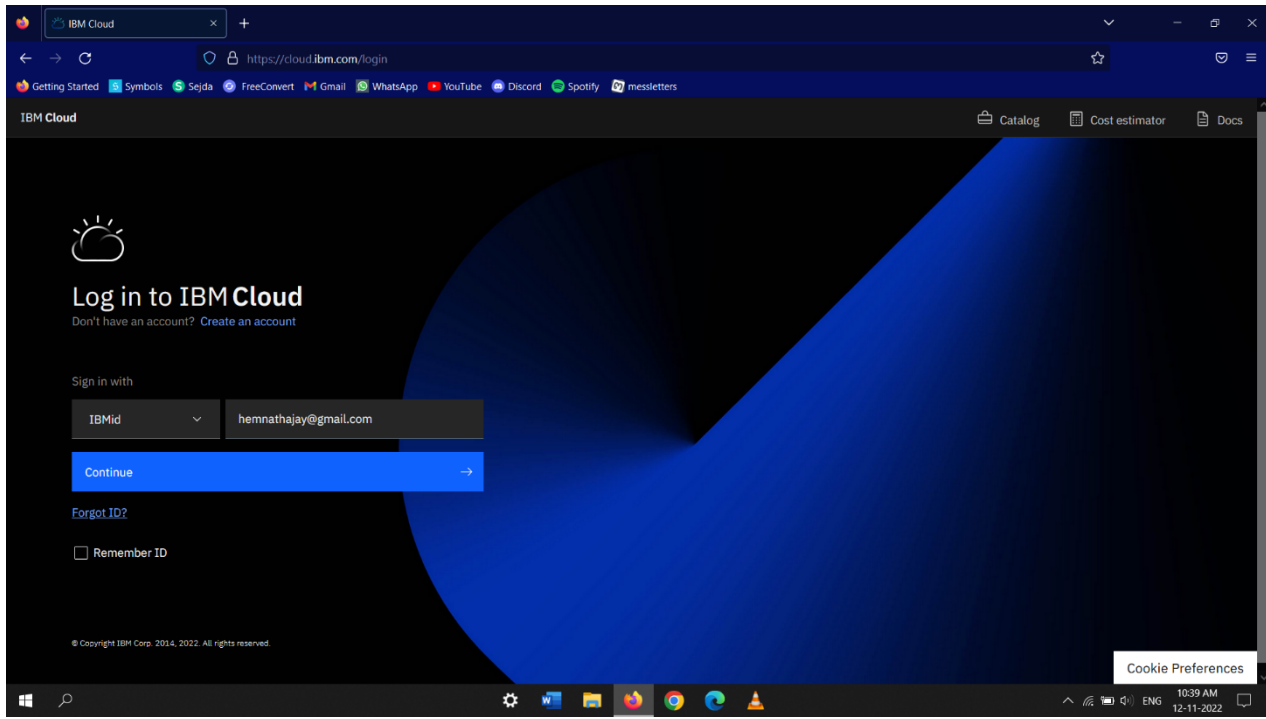 IBM Cloud
https://cloud.ibm.com/login
Getting Started Symbols Sejda FreeConvert Gmail WhatsApp YouTube Discord Spotify messletters
IBM Cloud Catalog Cost estimator Docs
Log in to IBM Cloud
Don't have an account? Create an account
Sign in with
IBMid hemnathajay@gmail.com
Continue
Forgot ID?
Remember ID
© Copyright IBM Corp. 2014, 2022. All rights reserved.
Cookie Preferences
ENG 10:39 AM
12-11-2022